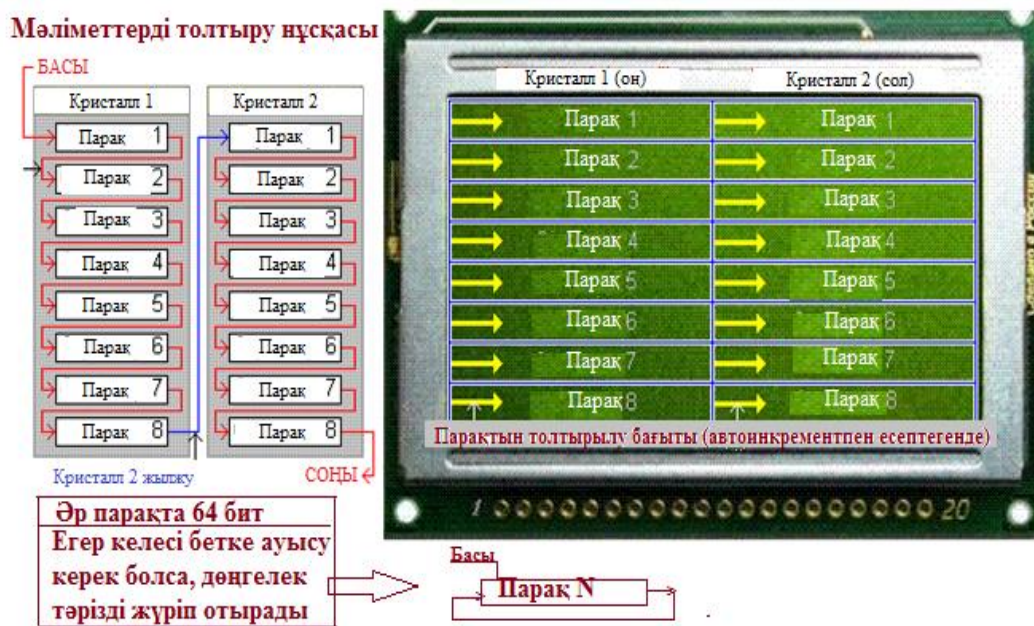 Мәліметтерді толтыру нұсқасы
БАСЫ
Кристалл 1
Парақ 1
Парақ 2
Парақ 3
Парақ 4
Парақ 5
Парақ 6
Парақ 7
Парақ 8
Кристалл 2
Парақ 1
Парақ 2
Парақ 3
Парақ 4
Парақ 5
Парақ 6
Парақ 7
Парақ 8
Кристалл 2 жылжу
СОҢЫ
Кристалл 1 (он)
Кристалл 2 (сол)
Парақ 1
Парақ 1
Парақ 2
Парақ 2
Парақ 3
Парақ 3
Парақ 4
Парақ 4
Парақ 5
Парақ 5
Парақ 6
Парақ 6
Парақ 7
Парақ 7
Парақ 8
Парақ 8
Парақтын толтырылу бағыты (автоинкрементпен есептегенде)
1
20
Әр парақта 64 бит
Егер келесі бетке ауысу
керек болса, дөңгелек
тәрізді жүріп отырады
Басы
Парақ N